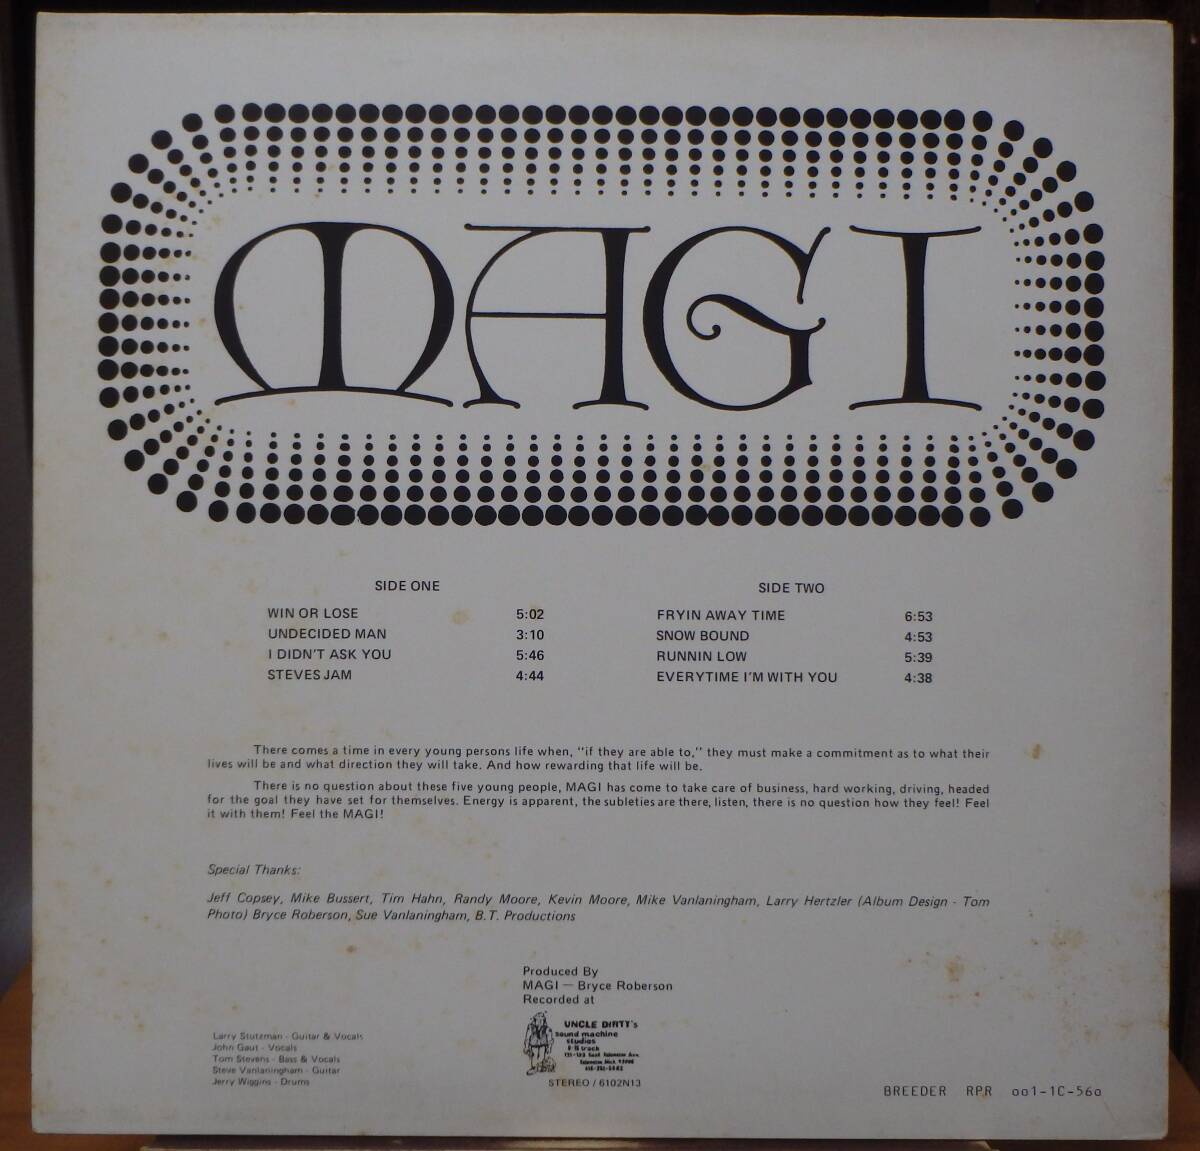 MAGI
SIDE ONE
WIN OR LOSE 5:02
UNDECIDED MAN 3:10
I DIDN'T ASK YOU 5:46
STEVES JAM 4:44
SIDE TWO
FRYIN AWAY TIME 6:53
SNOW BOUND 4:53
RUNNIN LOW 5:39
EVERYTIME I'M WITH YOU 4:38
There comes a time in every young persons life when, "if they are able to," they must make a commitment as to what their
lives will be and what direction they will take. And how rewarding that life will be.
There is no question about these five young people, MAGI has come to take care of business, hard working, driving, headed
for the goal they have set for themselves. Energy is apparent, the subleties are there, listen, there is no question how they feel! Feel
it with them! Feel the MAGI!
Special Thanks:
Jeff Copsey, Mike Bussert, Tim Hahn, Randy Moore, Kevin Moore, Mike Vanlaningham, Larry Hertzler (Album Design - Tom
Photo) Bryce Roberson, Sue Vanlaningham, B.T. Productions
Produced By
MAGI — Bryce Roberson
Recorded at
UNCLE DIRTY's
sound machine
studios
Larry Stutzman - Guitar & Vocals
John Gaut - Vocals
Tom Stevens - Bass & Vocals
Steve Vanlaningham - Guitar
Jerry Wiggins - Drums
STEREO / 6102N13
BREEDER RPR 001-1C-560